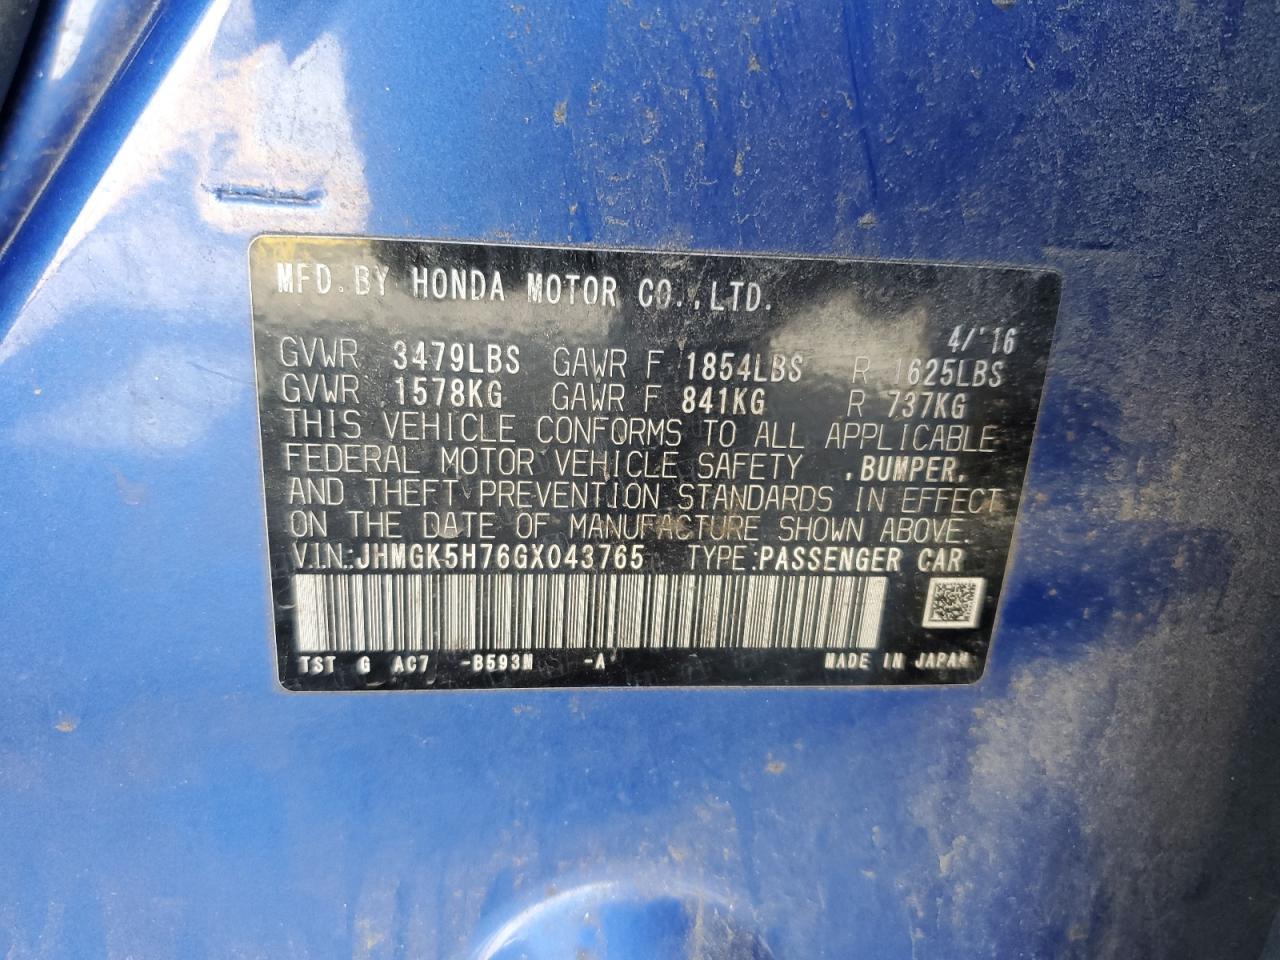 MFD. BY HONDA MOTOR CO.,LTD.
4/'16
GVWR 3479LBS GAWR F 1854LBS R 1625LBS
GVWR 1578KG GAWR F 841KG R 737KG
THIS VEHICLE CONFORMS TO ALL APPLICABLE
FEDERAL MOTOR VEHICLE SAFETY ,BUMPER,
AND THEFT PREVENTION STANDARDS IN EFFECT
ON THE DATE OF MANUFACTURE SHOWN ABOVE.
VIN:JHMGK5H76GX043765 TYPE:PASSENGER CAR
TST G AC7 -B593M -A MADE IN JAPAN